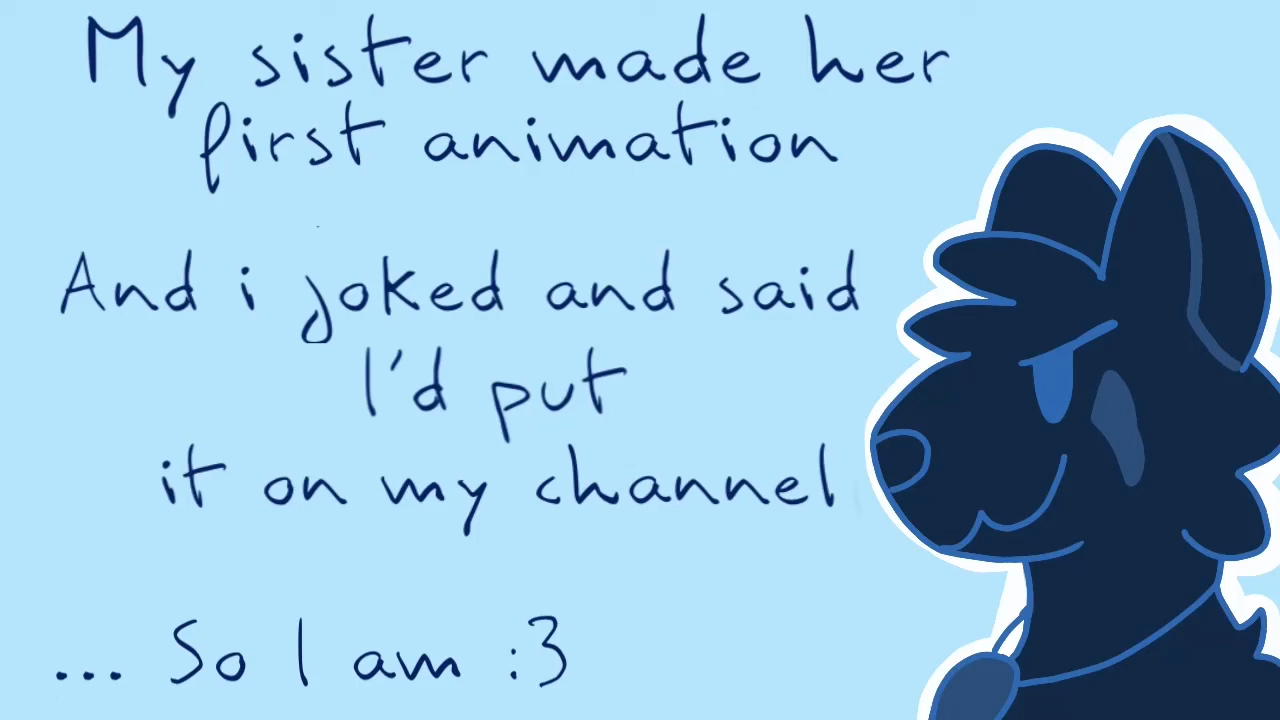 My sister made her
first animation
And i joked and said
I'd put
it on my channel
... So I am :3